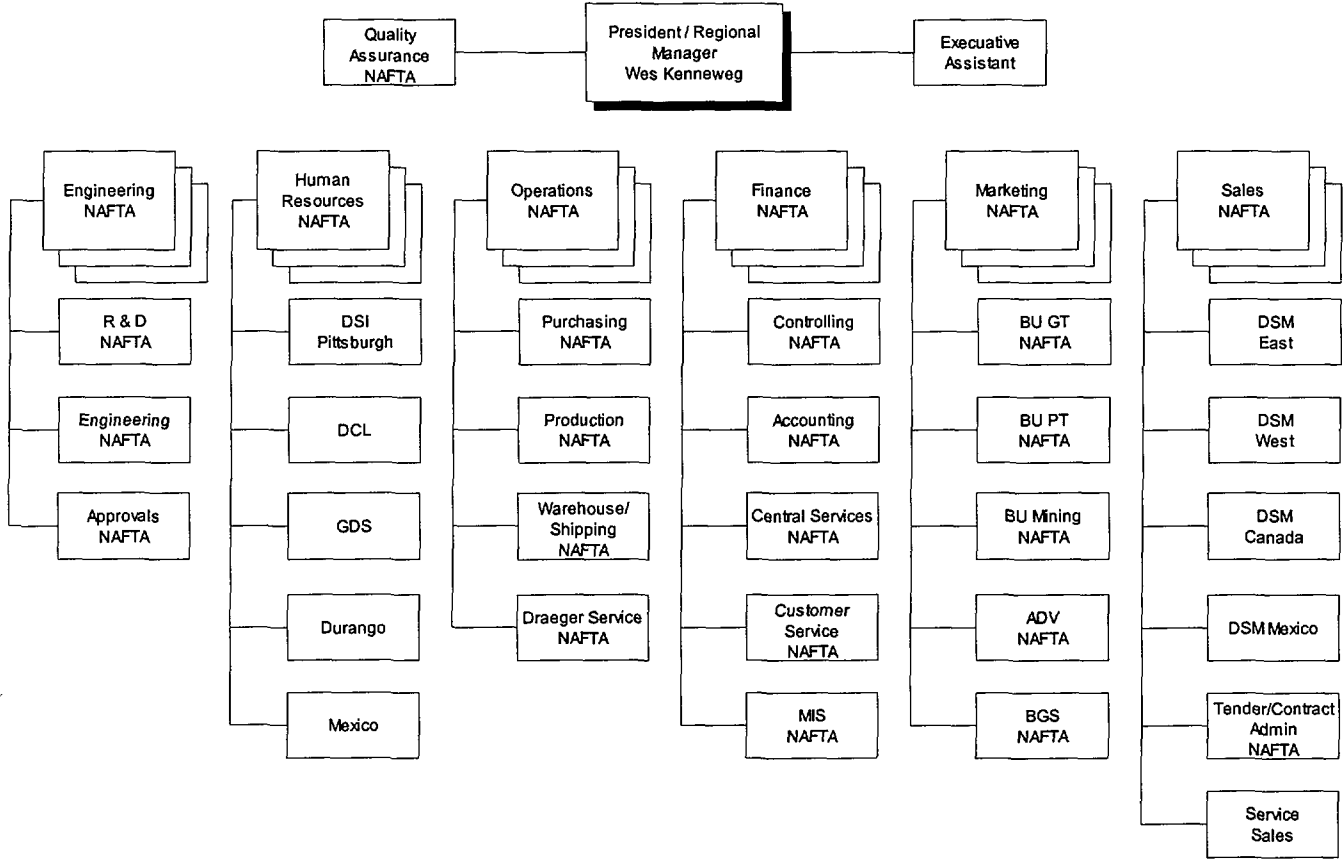 Quality
Assurance
NAFTA
President / Regional
Manager
Wes Kenneweg
Execuative
Assistant
Engineering
NAFTA
R & D
NAFTA
Engineering
NAFTA
Approvals
NAFTA
Human
Resources
NAFTA
DSI
Pittsburgh
DCL
GDS
Durango
Mexico
Operations
NAFTA
Purchasing
NAFTA
Production
NAFTA
Warehouse/
Shipping
NAFTA
Draeger Service
NAFTA
Finance
NAFTA
Controlling
NAFTA
Accounting
NAFTA
Central Services
NAFTA
Customer
Service
NAFTA
MIS
NAFTA
Marketing
NAFTA
BU GT
NAFTA
BU PT
NAFTA
BU Mining
NAFTA
ADV
NAFTA
BGS
NAFTA
Sales
NAFTA
DSM
East
DSM
West
DSM
Canada
DSM Mexico
Tender/Contract
Admin
NAFTA
Service
Sales